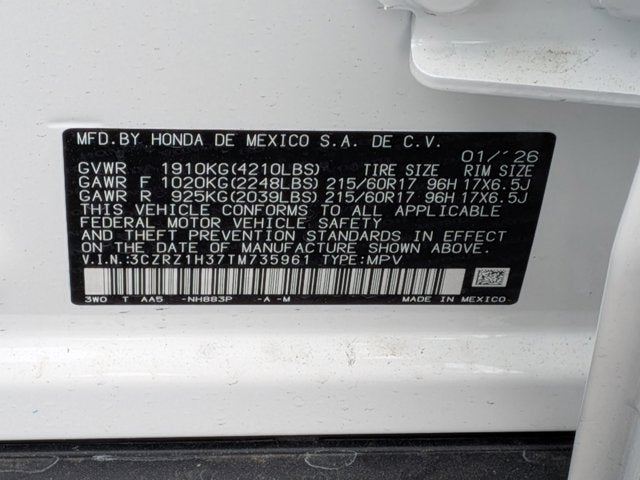 MFD.BY HONDA DE MEXICO S.A. DE C.V.
01/'26
GVWR 1910KG(4210LBS) TIRE SIZE RIM SIZE
GAWR F 1020KG(2248LBS) 215/60R17 96H 17X6.5J
GAWR R 925KG(2039LBS) 215/60R17 96H 17X6.5J
THIS VEHICLE CONFORMS TO ALL APPLICABLE
FEDERAL MOTOR VEHICLE SAFETY
AND THEFT PREVENTION STANDARDS IN EFFECT
ON THE DATE OF MANUFACTURE SHOWN ABOVE.
V.I.N.:3CZRZ1H37TM735961 TYPE:MPV
3W0 T AA5 -NH883P -A-M MADE IN MEXICO